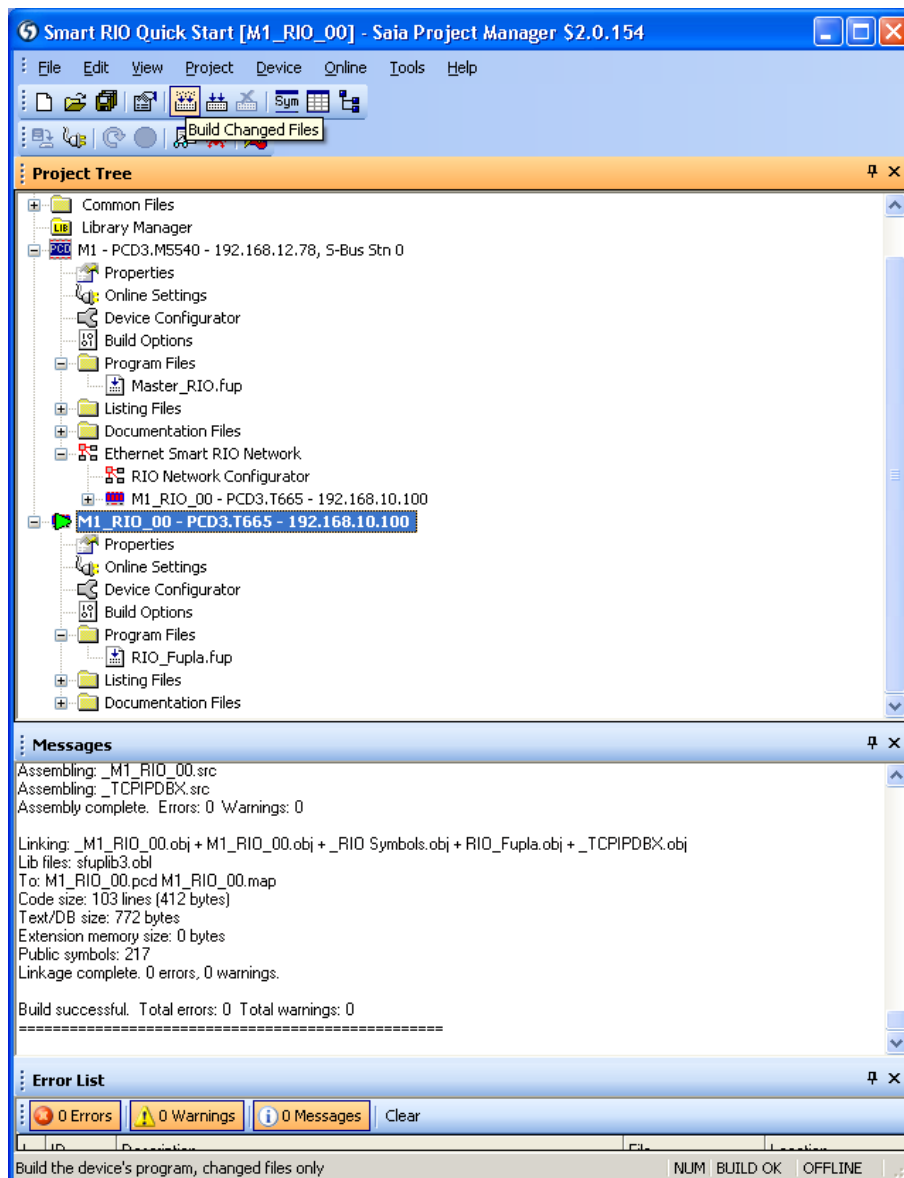 Smart RIO Quick Start [M1_RIO_00] - Saia Project Manager $2.0.154
File Edit View Project Device Online Tools Help
Sym
Build Changed Files
Project Tree
Common Files
LIB Library Manager
PCD M1 - PCD3.M5540 - 192.168.12.78, S-Bus Stn 0
Properties
Online Settings
Device Configurator
Build Options
Program Files
Master_RIO.fup
Listing Files
Documentation Files
Ethernet Smart RIO Network
RIO Network Configurator
M1_RIO_00 - PCD3.T665 - 192.168.10.100
M1_RIO_00 - PCD3.T665 - 192.168.10.100
Properties
Online Settings
Device Configurator
Build Options
Program Files
RIO_Fupla.fup
Listing Files
Documentation Files
Messages
Assembling: _M1_RIO_00.src
Assembling: _TCPIPDBX.src
Assembly complete. Errors: 0 Warnings: 0
Linking: _M1_RIO_00.obj + M1_RIO_00.obj + _RIO Symbols.obj + RIO_Fupla.obj + _TCPIPDBX.obj
Lib files: sfuplib3.obl
To: M1_RIO_00.pcd M1_RIO_00.map
Code size: 103 lines (412 bytes)
Text/DB size: 772 bytes
Extension memory size: 0 bytes
Public symbols: 217
Linkage complete. 0 errors, 0 warnings.
Build successful. Total errors: 0 Total warnings: 0
==================================================
Error List
0 Errors 0 Warnings 0 Messages Clear
ID Description File Location
Build the device's program, changed files only NUM BUILD OK OFFLINE